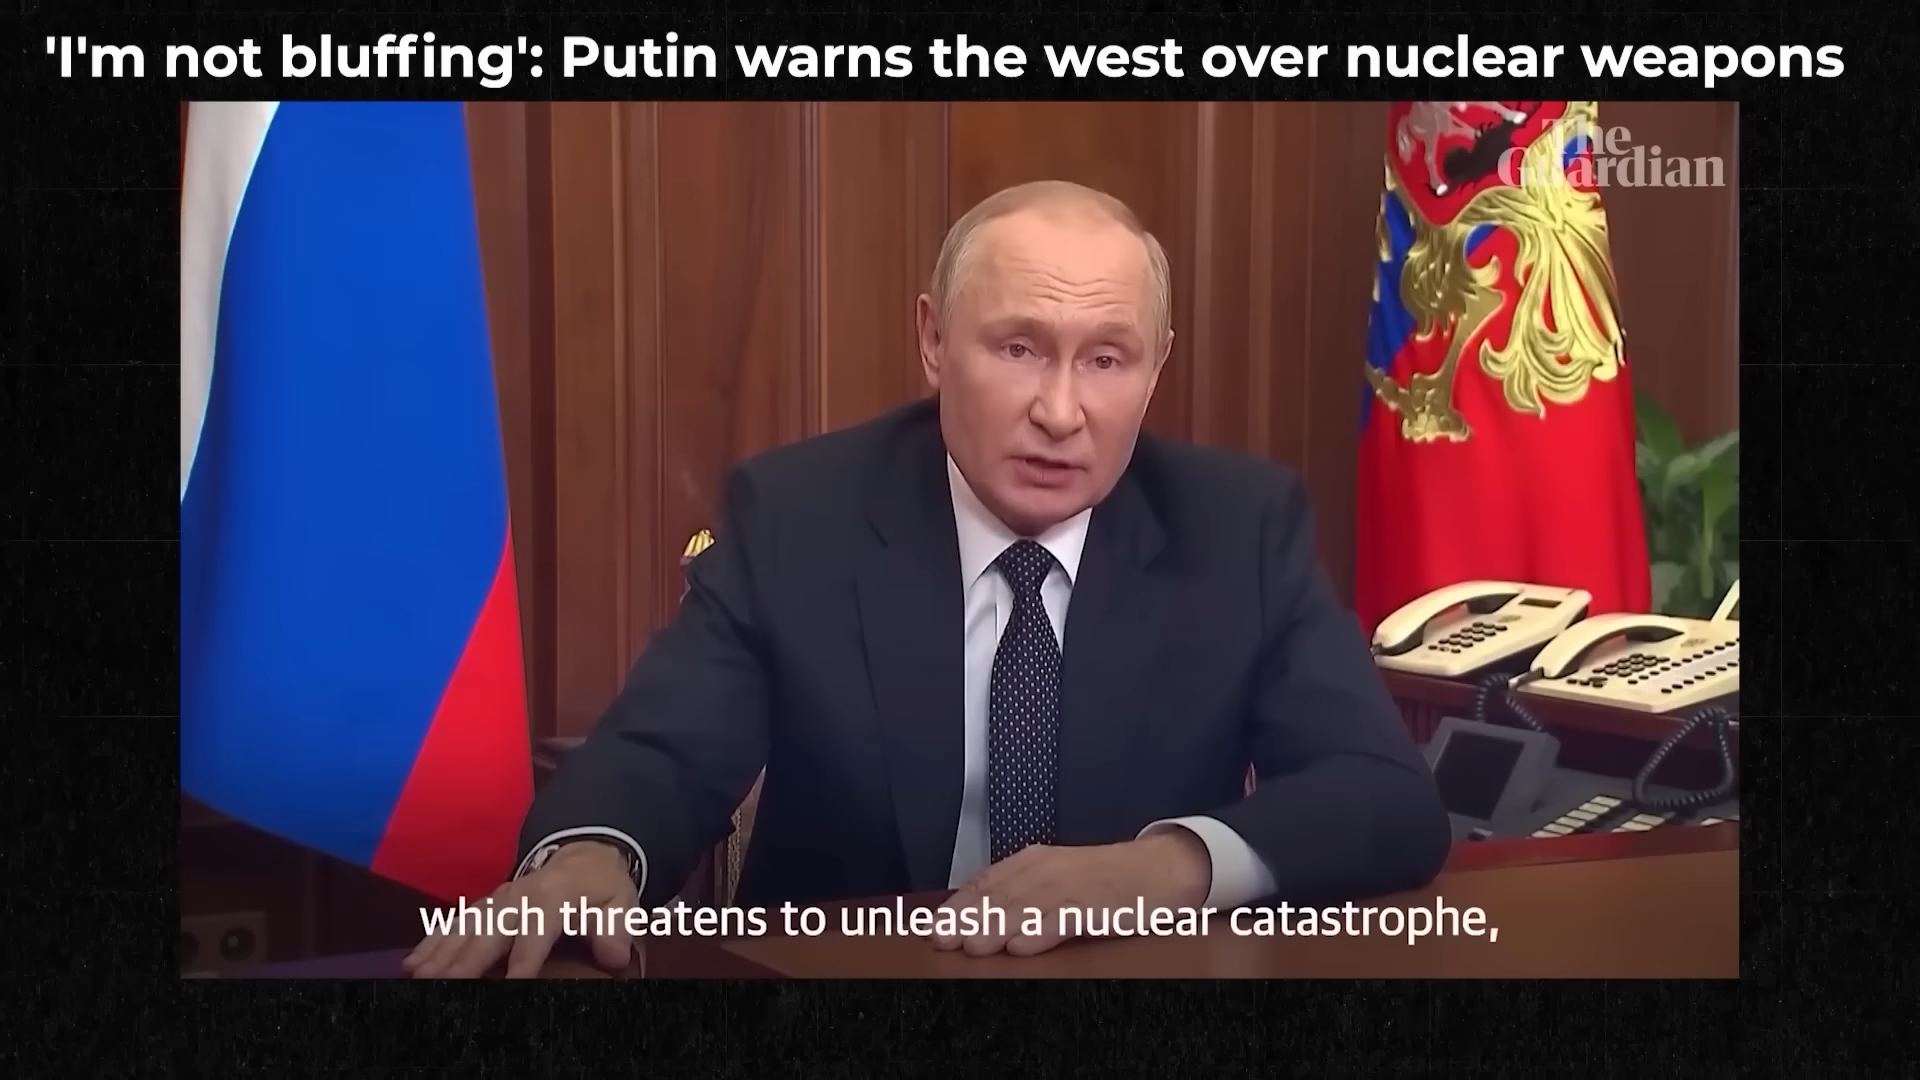 'I'm not bluffing': Putin warns the west over nuclear weapons
The
Guardian
which threatens to unleash a nuclear catastrophe,